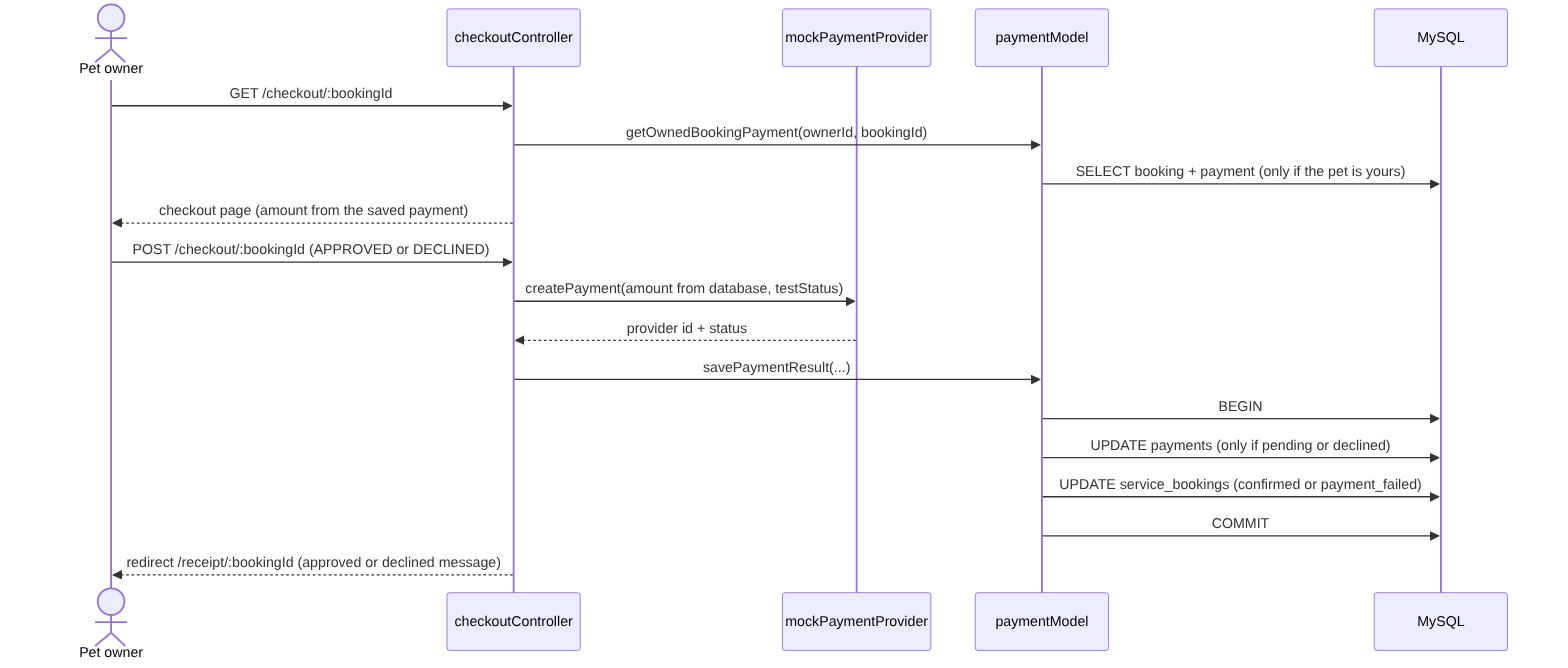 Pet owner
checkoutController
mockPaymentProvider
paymentModel
MySQL
GET /checkout/:bookingId
getOwnedBookingPayment(ownerId, bookingId)
SELECT booking + payment (only if the pet is yours)
checkout page (amount from the saved payment)
POST /checkout/:bookingId (APPROVED or DECLINED)
createPayment(amount from database, testStatus)
provider id + status
savePaymentResult(...)
BEGIN
UPDATE payments (only if pending or declined)
UPDATE service_bookings (confirmed or payment_failed)
COMMIT
redirect /receipt/:bookingId (approved or declined message)
Pet owner
checkoutController
mockPaymentProvider
paymentModel
MySQL